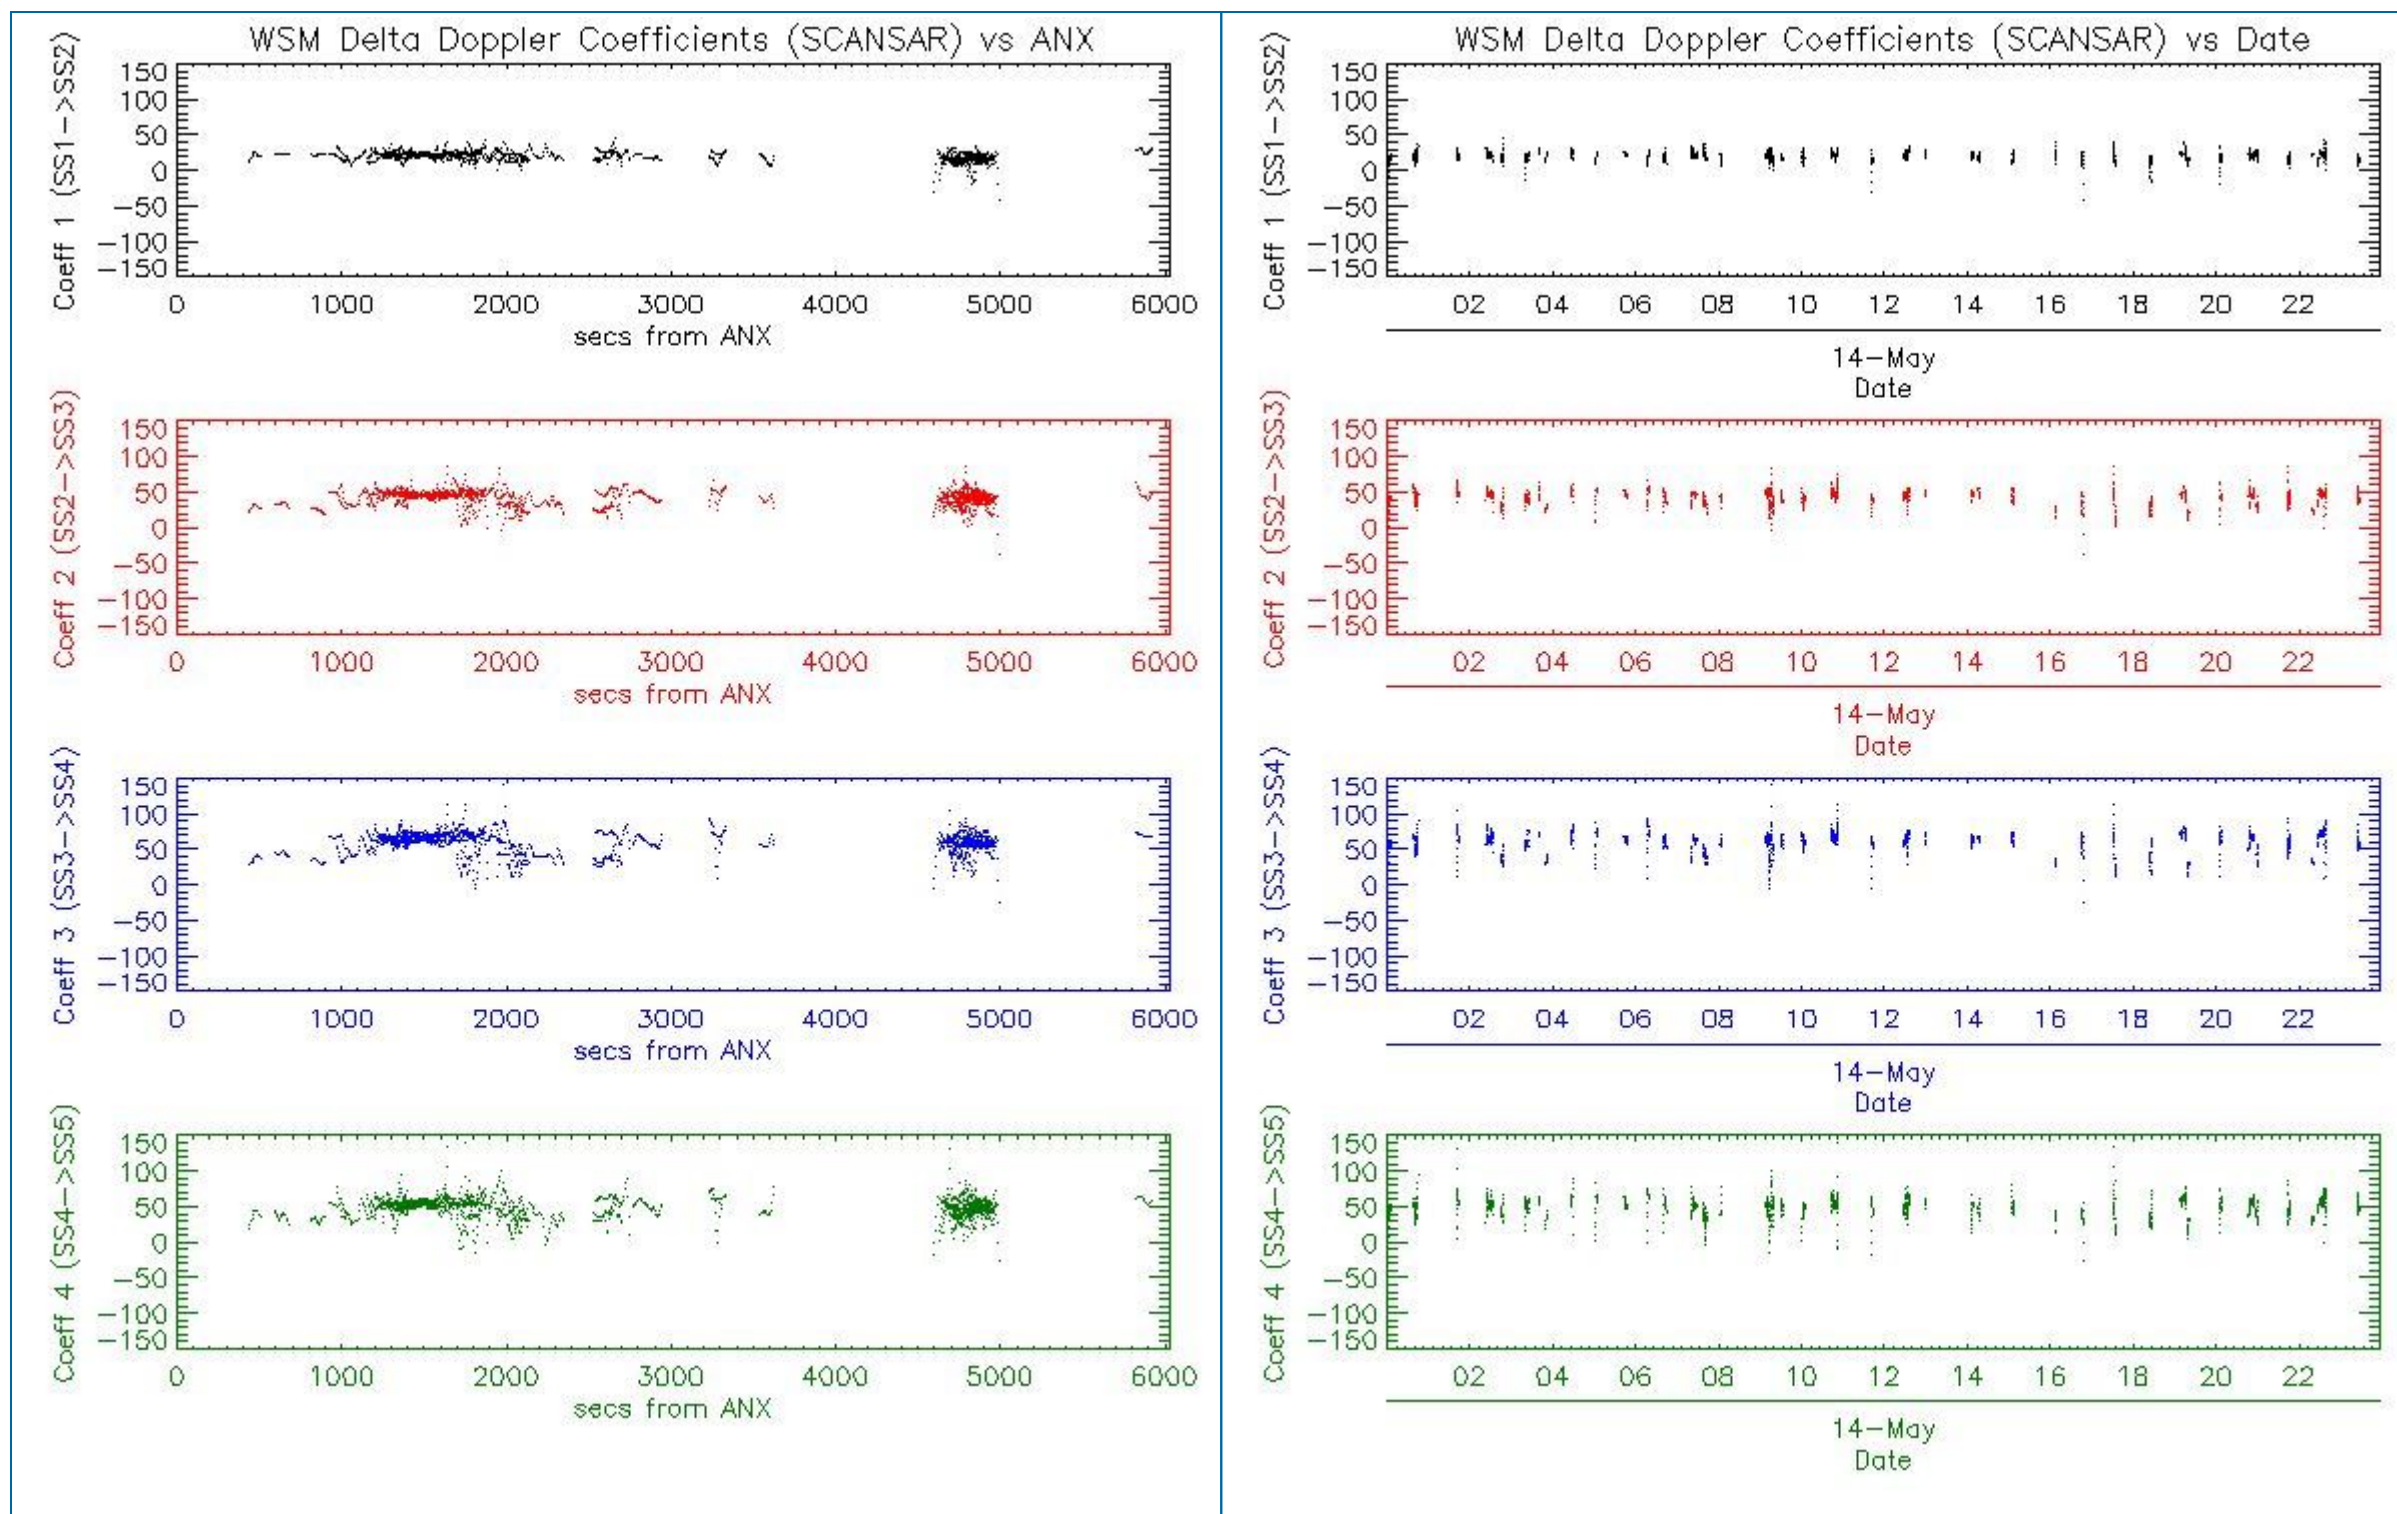 WSM Delta Doppler Coefficients (SCANSAR) vs ANX
Coeff 1 (SS1->SS2)
150
100
50
0
-50
-100
-150
0 1000 2000 3000 4000 5000 6000
secs from ANX
Coeff 2 (SS2->SS3)
150
100
50
0
-50
-100
-150
0 1000 2000 3000 4000 5000 6000
secs from ANX
Coeff 3 (SS3->SS4)
150
100
50
0
-50
-100
-150
0 1000 2000 3000 4000 5000 6000
secs from ANX
Coeff 4 (SS4->SS5)
150
100
50
0
-50
-100
-150
0 1000 2000 3000 4000 5000 6000
secs from ANX
WSM Delta Doppler Coefficients (SCANSAR) vs Date
Coeff 1 (SS1->SS2)
150
100
50
0
-50
-100
-150
02 04 06 08 10 12 14 16 18 20 22
14-May
Date
Coeff 2 (SS2->SS3)
150
100
50
0
-50
-100
-150
02 04 06 08 10 12 14 16 18 20 22
14-May
Date
Coeff 3 (SS3->SS4)
150
100
50
0
-50
-100
-150
02 04 06 08 10 12 14 16 18 20 22
14-May
Date
Coeff 4 (SS4->SS5)
150
100
50
0
-50
-100
-150
02 04 06 08 10 12 14 16 18 20 22
14-May
Date